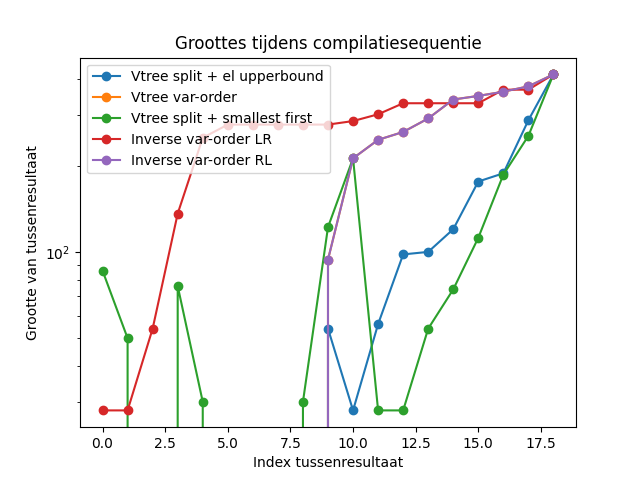 Groottes tijdens compilatiesequentie
Vtree split + el upperbound
Vtree var-order
Vtree split + smallest first
Inverse var-order LR
Inverse var-order RL
Grootte van tussenresultaat
10²
0.0 2.5 5.0 7.5 10.0 12.5 15.0 17.5
Index tussenresultaat